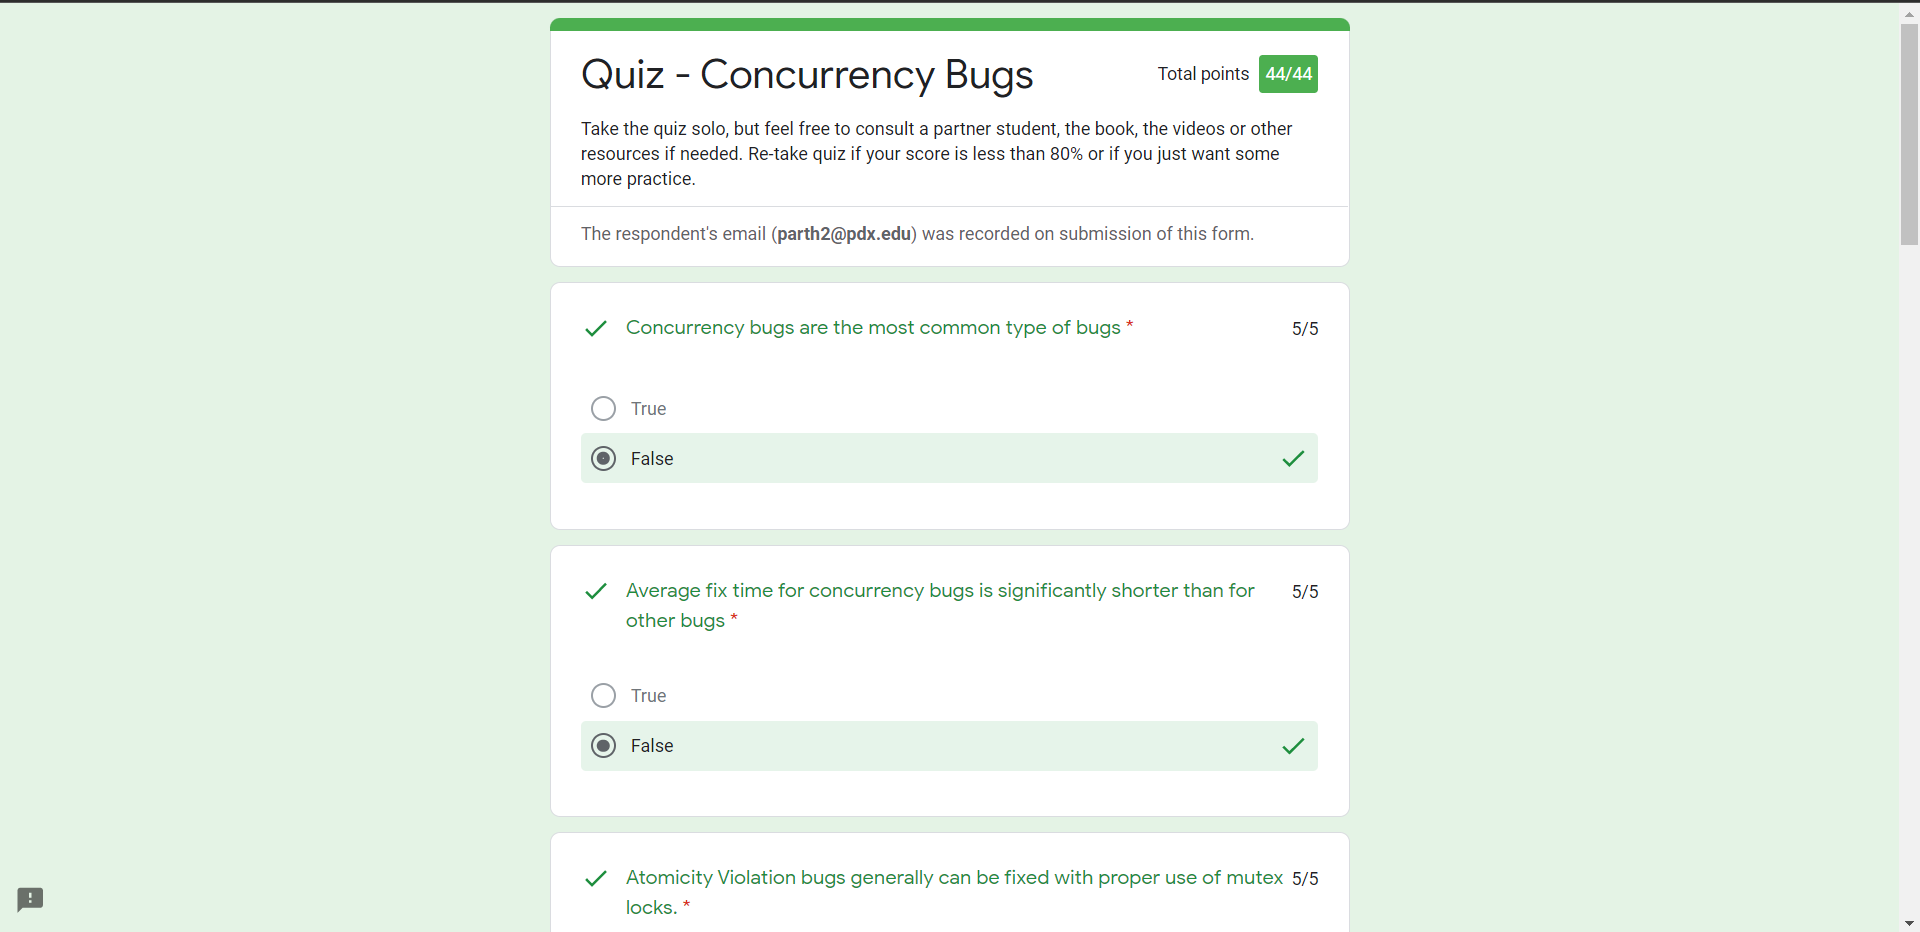 Quiz - Concurrency Bugs
Total points 44/44
Take the quiz solo, but feel free to consult a partner student, the book, the videos or other
resources if needed. Re-take quiz if your score is less than 80% or if you just want some
more practice.
The respondent's email (parth2@pdx.edu) was recorded on submission of this form.
Concurrency bugs are the most common type of bugs *
5/5
True
False
Average fix time for concurrency bugs is significantly shorter than for
other bugs *
5/5
True
False
Atomicity Violation bugs generally can be fixed with proper use of mutex
locks. *
5/5